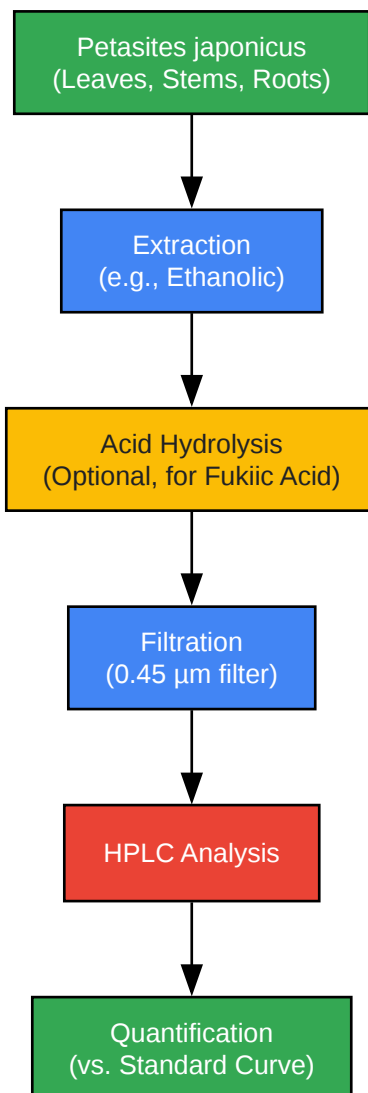 Petasites japonicus
(Leaves, Stems, Roots)
Extraction
(e.g., Ethanolic)
Acid Hydrolysis
(Optional, for Fukiic Acid)
Filtration
(0.45 µm filter)
HPLC Analysis
Quantification
(vs. Standard Curve)